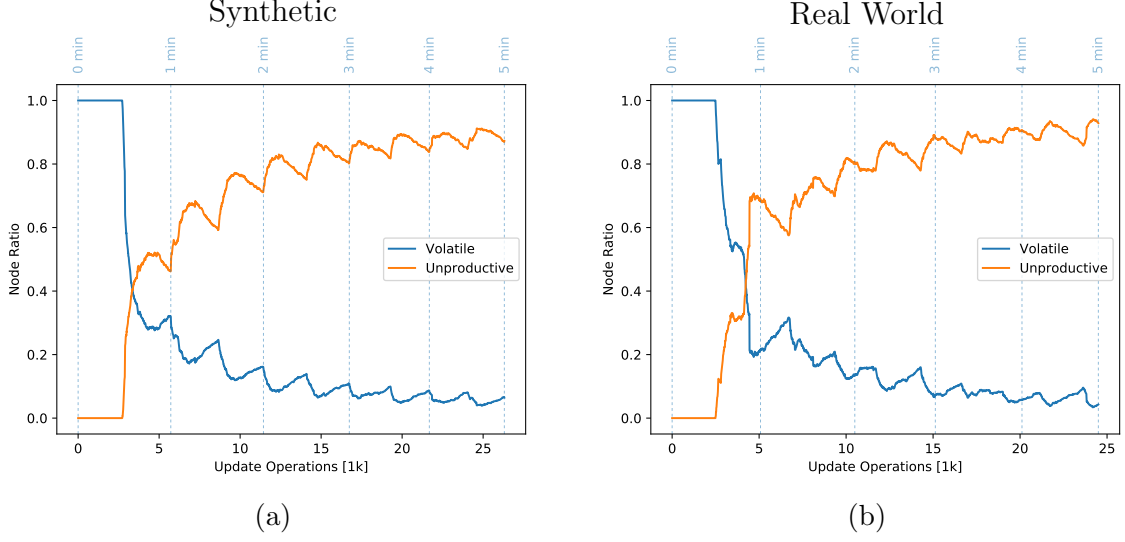 Synthetic
0 min
1 min
2 min
3 min
4 min
5 min
1.0
0.8
0.6
0.4
0.2
0.0
Node Ratio
Volatile
Unproductive
0
5
10
15
20
25
Update Operations [1k]
(a)
Real World
0 min
1 min
2 min
3 min
4 min
5 min
1.0
0.8
0.6
0.4
0.2
0.0
Node Ratio
Volatile
Unproductive
0
5
10
15
20
25
Update Operations [1k]
(b)